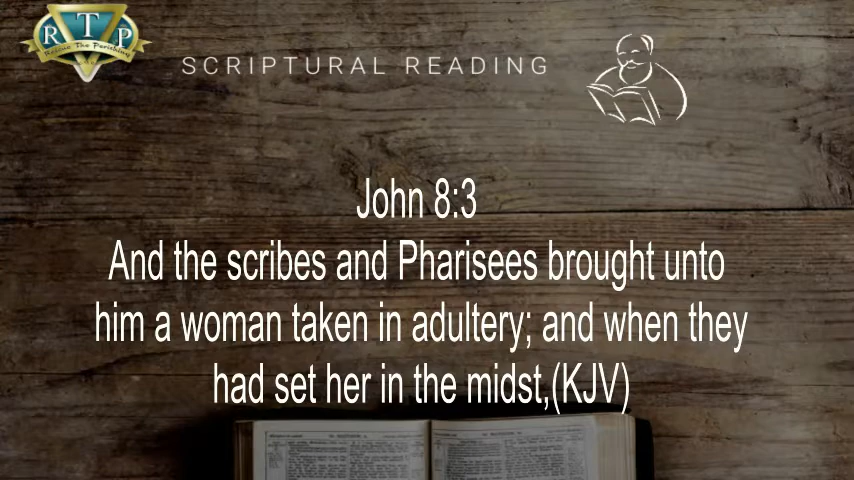 R T P
Rescue The Perishing
SCRIPTURAL READING
John 8:3
And the scribes and Pharisees brought unto
him a woman taken in adultery; and when they
had set her in the midst,(KJV)